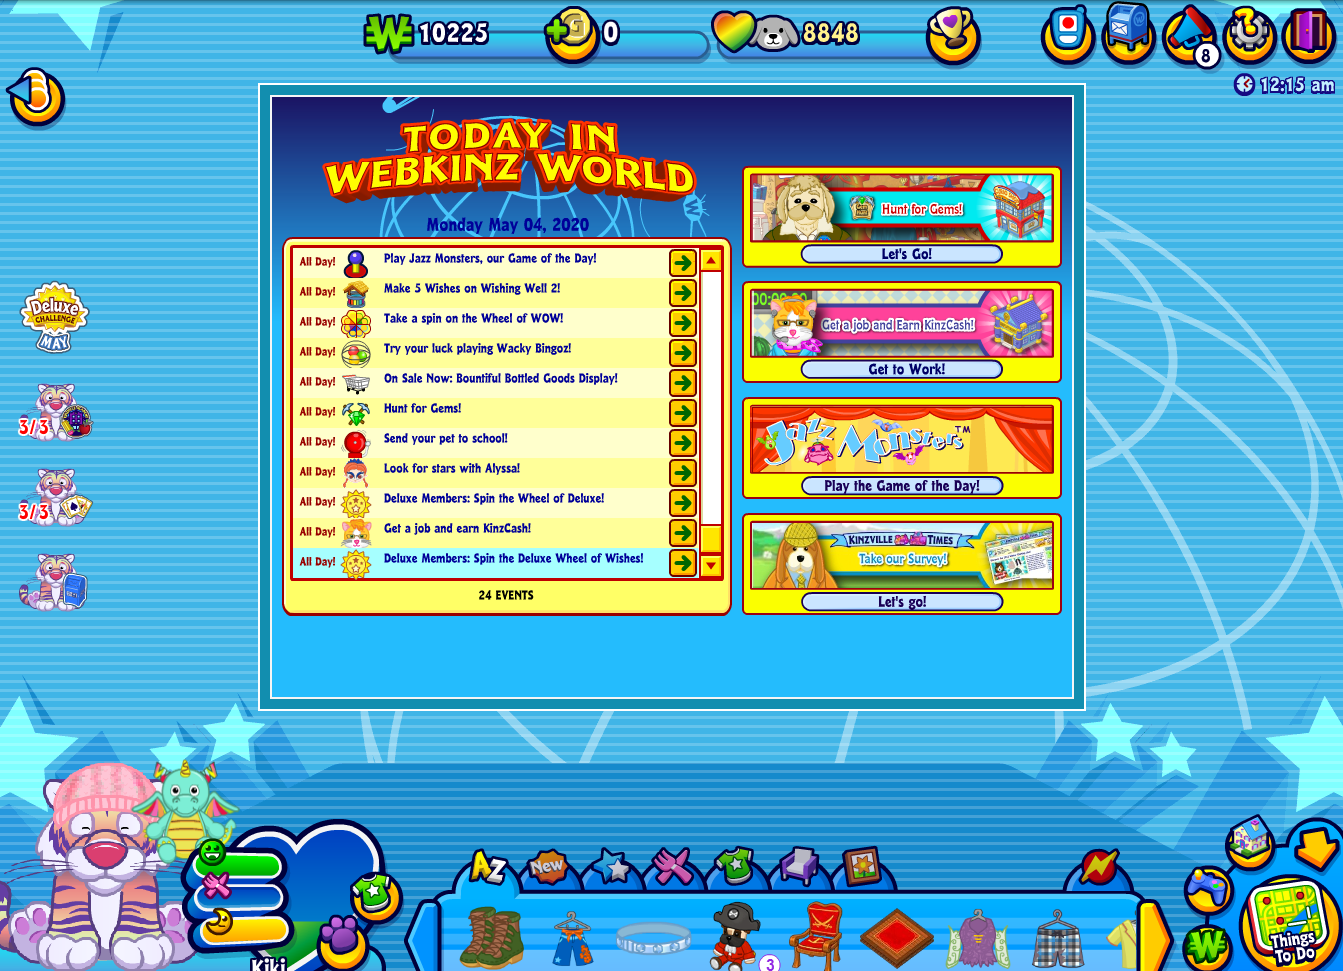 10225
0
8848
8
12:15 am
TODAY IN
WEBKINZ WORLD
Monday May 04, 2020
All Day! Play Jazz Monsters, our Game of the Day!
All Day! Make 5 Wishes on Wishing Well 2!
All Day! Take a spin on the Wheel of WOW!
All Day! Try your luck playing Wacky Bingoz!
All Day! On Sale Now: Bountiful Bottled Goods Display!
All Day! Hunt for Gems!
All Day! Send your pet to school!
All Day! Look for stars with Alyssa!
All Day! Deluxe Members: Spin the Wheel of Deluxe!
All Day! Get a job and earn KinzCash!
All Day! Deluxe Members: Spin the Deluxe Wheel of Wishes!
24 EVENTS
Hunt for Gems!
Let's Go!
Get a job and Earn KinzCash!
Get to Work!
Jazz Monsters™
Play the Game of the Day!
KINZVILLE TIMES
Take our Survey!
Let's go!
Deluxe
CHALLENGE
MAY
3/3
3/3
Kiki
AZ
New
3
Things
To Do